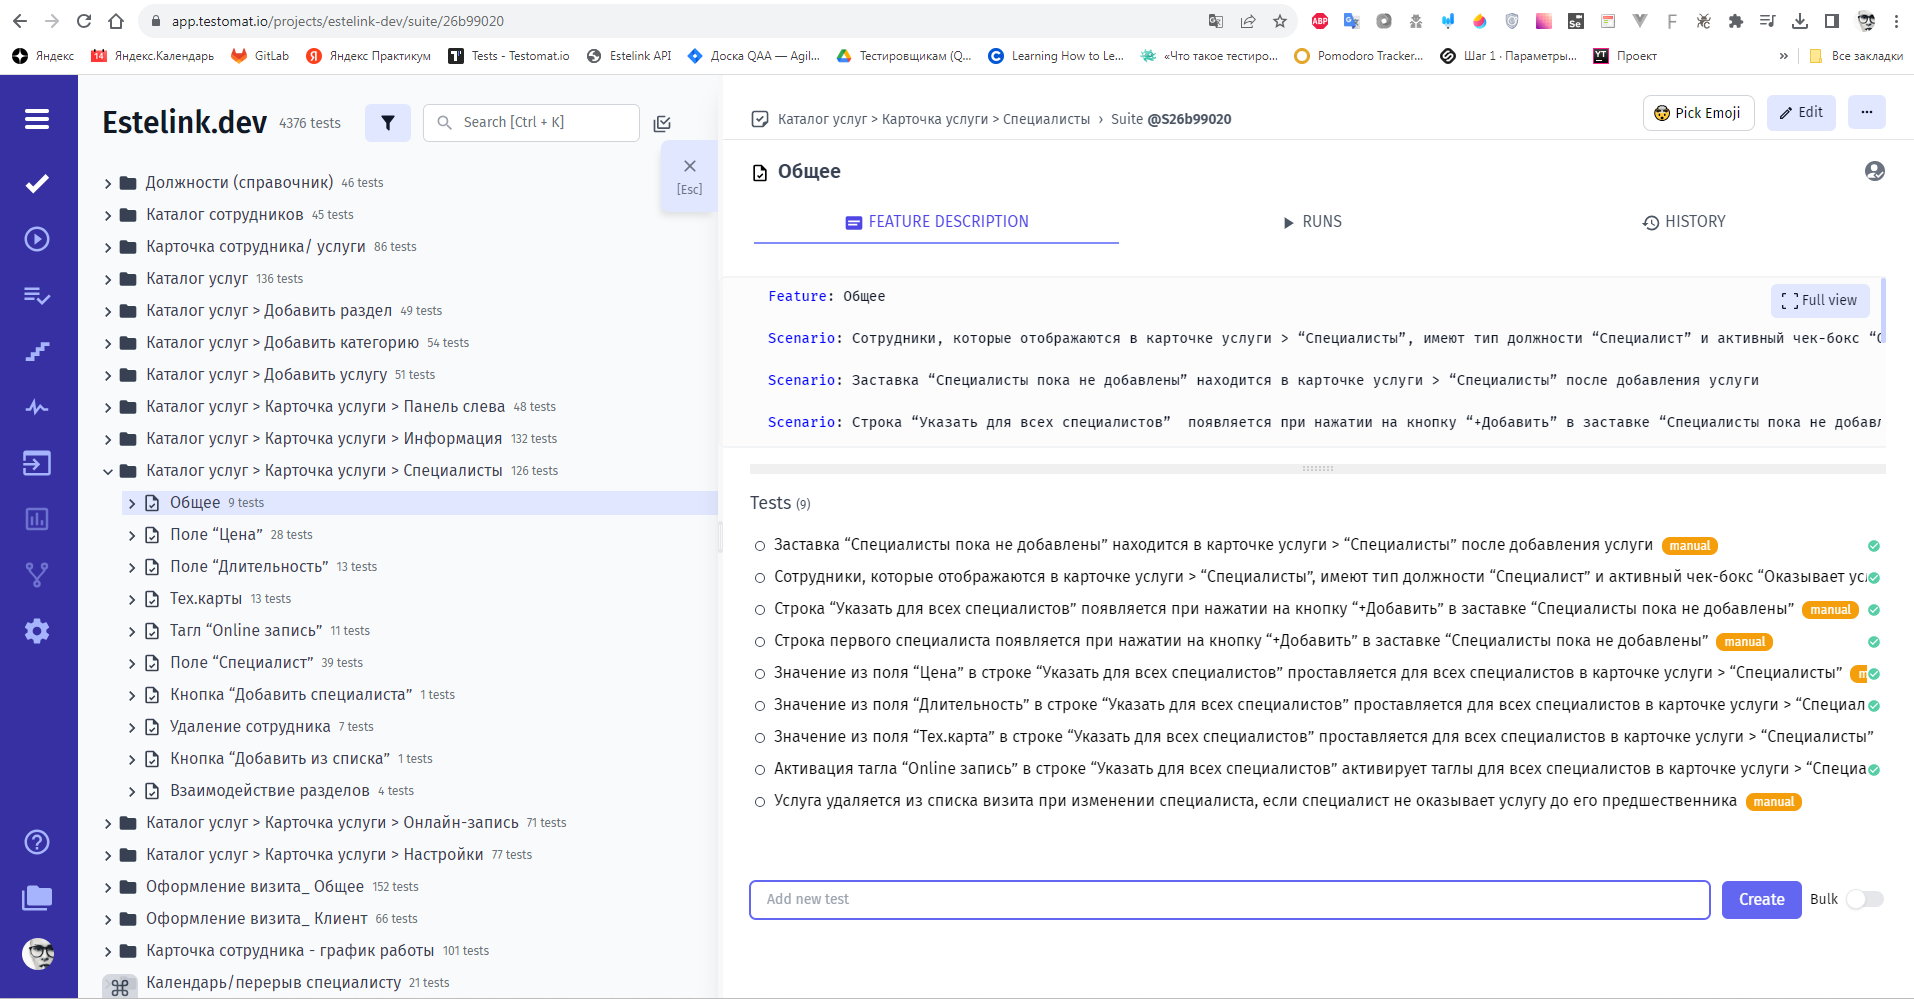 app.testomat.io/projects/estelink-dev/suite/26b99020
Яндекс
Яндекс.Календарь
GitLab
Яндекс Практикум
Tests - Testomat.io
Estelink API
Доска QAA — Agil...
Тестировщикам (Q...
Learning How to Le...
«Что такое тестиро...
Pomodoro Tracker...
Шаг 1 · Параметры...
Проект
»
Все закладки
Estelink.dev 4376 tests
Search [Ctrl + K]
[Esc]
Должности (справочник) 46 tests
Каталог сотрудников 45 tests
Карточка сотрудника/ услуги 86 tests
Каталог услуг 136 tests
Каталог услуг > Добавить раздел 49 tests
Каталог услуг > Добавить категорию 54 tests
Каталог услуг > Добавить услугу 51 tests
Каталог услуг > Карточка услуги > Панель слева 48 tests
Каталог услуг > Карточка услуги > Информация 132 tests
Каталог услуг > Карточка услуги > Специалисты 126 tests
Общее 9 tests
Поле “Цена” 28 tests
Поле “Длительность” 13 tests
Тех.карты 13 tests
Тагл “Online запись” 11 tests
Поле “Специалист” 39 tests
Кнопка “Добавить специалиста” 1 tests
Удаление сотрудника 7 tests
Кнопка “Добавить из списка” 1 tests
Взаимодействие разделов 4 tests
Каталог услуг > Карточка услуги > Онлайн-запись 71 tests
Каталог услуг > Карточка услуги > Настройки 77 tests
Оформление визита_ Общее 152 tests
Оформление визита_ Клиент 66 tests
Карточка сотрудника - график работы 101 tests
Календарь/перерыв специалисту 21 tests
Каталог услуг > Карточка услуги > Специалисты › Suite @S26b99020
Pick Emoji
Edit
...
Общее
FEATURE DESCRIPTION
RUNS
HISTORY
Full view
Feature: Общее
Scenario: Сотрудники, которые отображаются в карточке услуги > “Специалисты”, имеют тип должности “Специалист” и активный чек-бокс “О
Scenario: Заставка “Специалисты пока не добавлены” находится в карточке услуги > “Специалисты” после добавления услуги
Scenario: Строка “Указать для всех специалистов”  появляется при нажатии на кнопку “+Добавить” в заставке “Специалисты пока не добавл
Tests (9)
Заставка “Специалисты пока не добавлены” находится в карточке услуги > “Специалисты” после добавления услуги manual
Сотрудники, которые отображаются в карточке услуги > “Специалисты”, имеют тип должности “Специалист” и активный чек-бокс “Оказывает усл
Строка “Указать для всех специалистов” появляется при нажатии на кнопку “+Добавить” в заставке “Специалисты пока не добавлены” manual
Строка первого специалиста появляется при нажатии на кнопку “+Добавить” в заставке “Специалисты пока не добавлены” manual
Значение из поля “Цена” в строке “Указать для всех специалистов” проставляется для всех специалистов в карточке услуги > “Специалисты” m
Значение из поля “Длительность” в строке “Указать для всех специалистов” проставляется для всех специалистов в карточке услуги > “Специал
Значение из поля “Тех.карта” в строке “Указать для всех специалистов” проставляется для всех специалистов в карточке услуги > “Специалисты”
Активация тагла “Online запись” в строке “Указать для всех специалистов” активирует таглы для всех специалистов в карточке услуги > “Специа
Услуга удаляется из списка визита при изменении специалиста, если специалист не оказывает услугу до его предшественника manual
Add new test
Create
Bulk